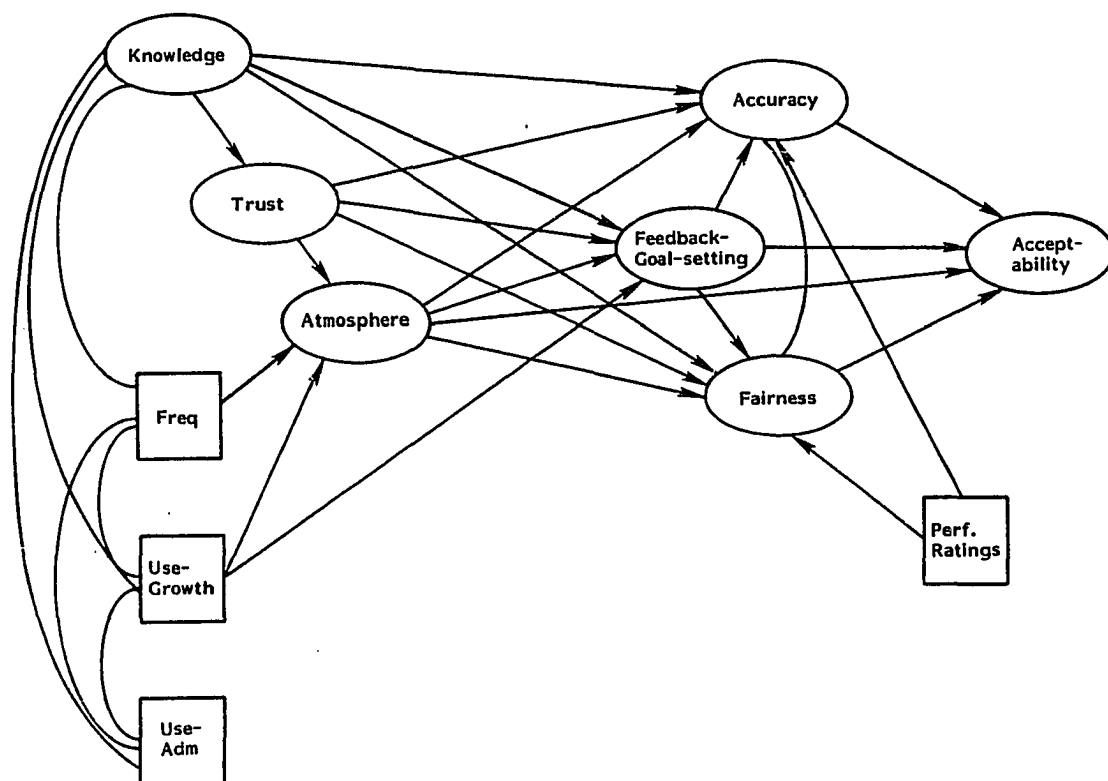 Knowledge
Accuracy
Trust
Feedback-
Goal-setting
Accept-
ability
Atmosphere
Freq
Fairness
Perf.
Ratings
Use-
Growth
Use-
Adm